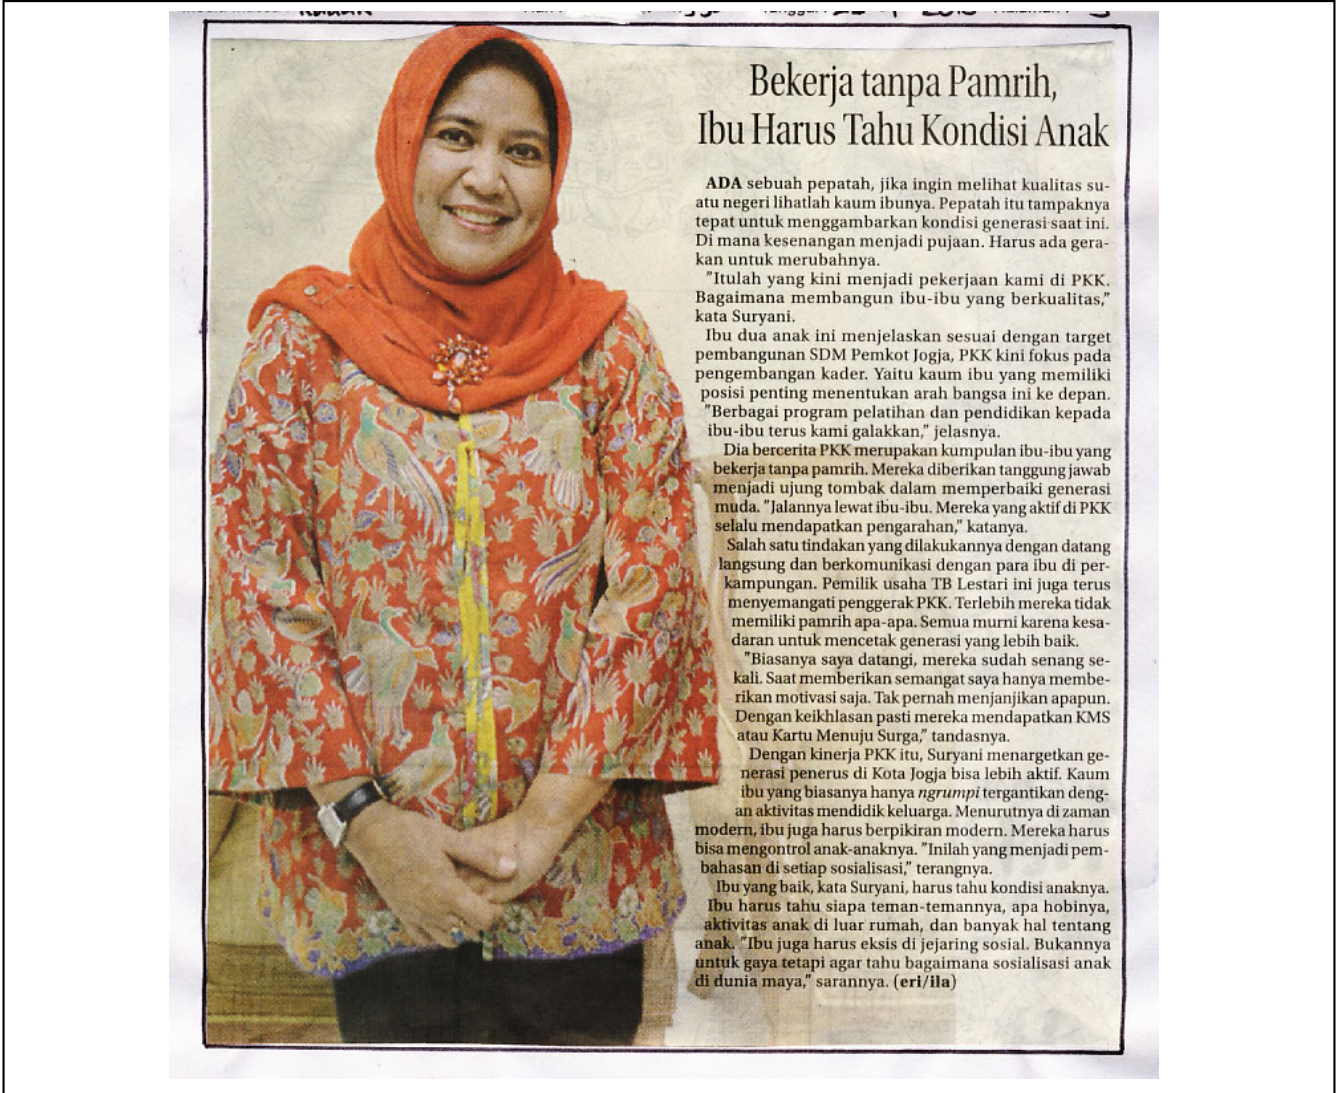 Bekerja tanpa Pamrih,
Ibu Harus Tahu Kondisi Anak
ADA sebuah pepatah, jika ingin melihat kualitas su-
atu negeri lihatlah kaum ibunya. Pepatah itu tampaknya
tepat untuk menggambarkan kondisi generasi saat ini.
Di mana kesenangan menjadi pujaan. Harus ada gera-
kan untuk merubahnya.
"Itulah yang kini menjadi pekerjaan kami di PKK.
Bagaimana membangun ibu-ibu yang berkualitas,"
kata Suryani.
Ibu dua anak ini menjelaskan sesuai dengan target
pembangunan SDM Pemkot Jogja, PKK kini fokus pada
pengembangan kader. Yaitu kaum ibu yang memiliki
posisi penting menentukan arah bangsa ini ke depan.
"Berbagai program pelatihan dan pendidikan kepada
ibu-ibu terus kami galakkan," jelasnya.
Dia bercerita PKK merupakan kumpulan ibu-ibu yang
bekerja tanpa pamrih. Mereka diberikan tanggung jawab
menjadi ujung tombak dalam memperbaiki generasi
muda. "Jalannya lewat ibu-ibu. Mereka yang aktif di PKK
selalu mendapatkan pengarahan," katanya.
Salah satu tindakan yang dilakukannya dengan datang
langsung dan berkomunikasi dengan para ibu di per-
kampungan. Pemilik usaha TB Lestari ini juga terus
menyemangati penggerak PKK. Terlebih mereka tidak
memiliki pamrih apa-apa. Semua murni karena kesa-
daran untuk mencetak generasi yang lebih baik.
"Biasanya saya datangi, mereka sudah senang se-
kali. Saat memberikan semangat saya hanya membe-
rikan motivasi saja. Tak pernah menjanjikan apapun.
Dengan keikhlasan pasti mereka mendapatkan KMS
atau Kartu Menuju Surga," tandasnya.
Dengan kinerja PKK itu, Suryani menargetkan ge-
nerasi penerus di Kota Jogja bisa lebih aktif. Kaum
ibu yang biasanya hanya ngrumpi tergantikan deng-
an aktivitas mendidik keluarga. Menurutnya di zaman
modern, ibu juga harus berpikiran modern. Mereka harus
bisa mengontrol anak-anaknya. "Inilah yang menjadi pem-
bahasan di setiap sosialisasi," terangnya.
Ibu yang baik, kata Suryani, harus tahu kondisi anaknya.
Ibu harus tahu siapa teman-temannya, apa hobinya,
aktivitas anak di luar rumah, dan banyak hal tentang
anak. "Ibu juga harus eksis di jejaring sosial. Bukannya
untuk gaya tetapi agar tahu bagaimana sosialisasi anak
di dunia maya," sarannya. (eri/ila)